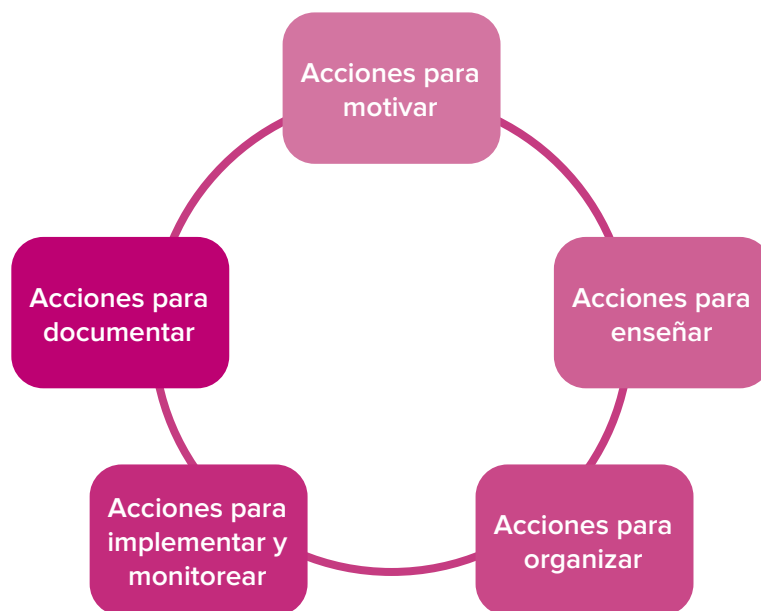 Acciones para
motivar
Acciones para
enseñar
Acciones para
organizar
Acciones para
implementar y
monitorear
Acciones para
documentar